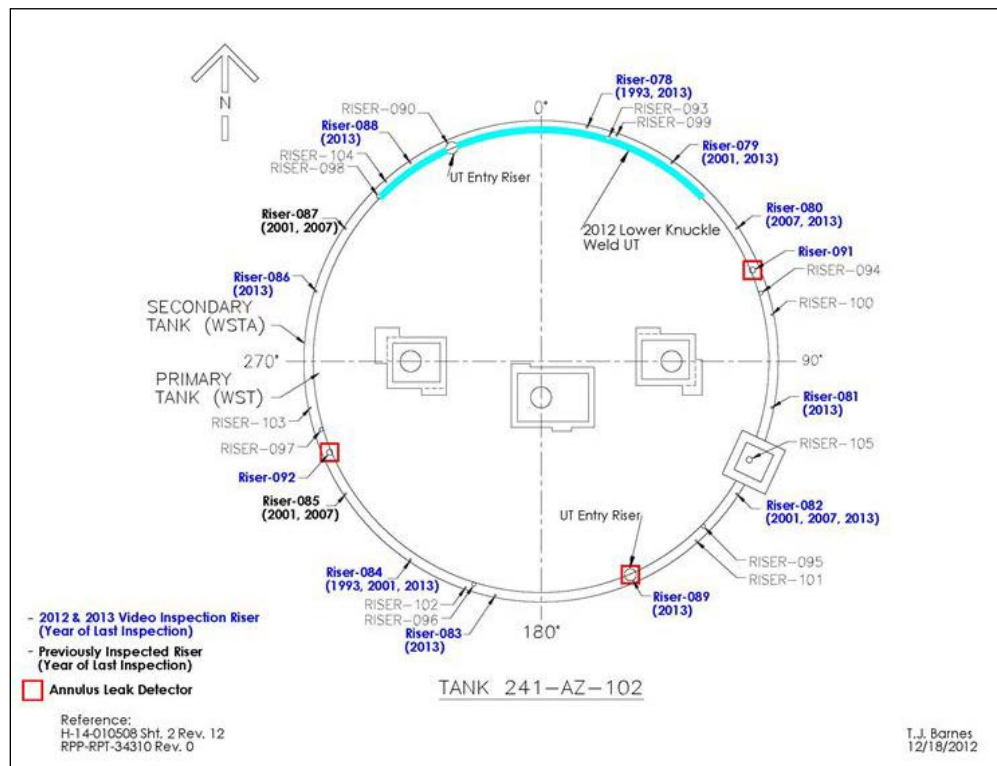 N
0°
RISER-090
Riser-078
(1993, 2013)
RISER-093
RISER-099
Riser-088
(2013)
RISER-104
RISER-098
UT Entry Riser
Riser-079
(2001, 2013)
Riser-087
(2001, 2007)
2012 Lower Knuckle
Weld UT
Riser-080
(2007, 2013)
Riser-091
RISER-094
Riser-086
(2013)
RISER-100
SECONDARY
TANK (WSTA)
270°
90°
PRIMARY
TANK (WST)
Riser-081
(2013)
RISER-103
RISER-097
RISER-105
Riser-092
Riser-085
(2001, 2007)
Riser-082
(2001, 2007, 2013)
UT Entry Riser
RISER-095
RISER-101
Riser-084
(1993, 2001, 2013)
RISER-102
RISER-096
Riser-089
(2013)
Riser-083
(2013)
180°
- 2012 & 2013 Video Inspection Riser
(Year of Last Inspection)
- Previously Inspected Riser
(Year of Last Inspection)
Annulus Leak Detector
TANK 241-AZ-102
Reference:
H-14-010508 Sht. 2 Rev. 12
RPP-RPT-34310 Rev. 0
T.J. Barnes
12/18/2012